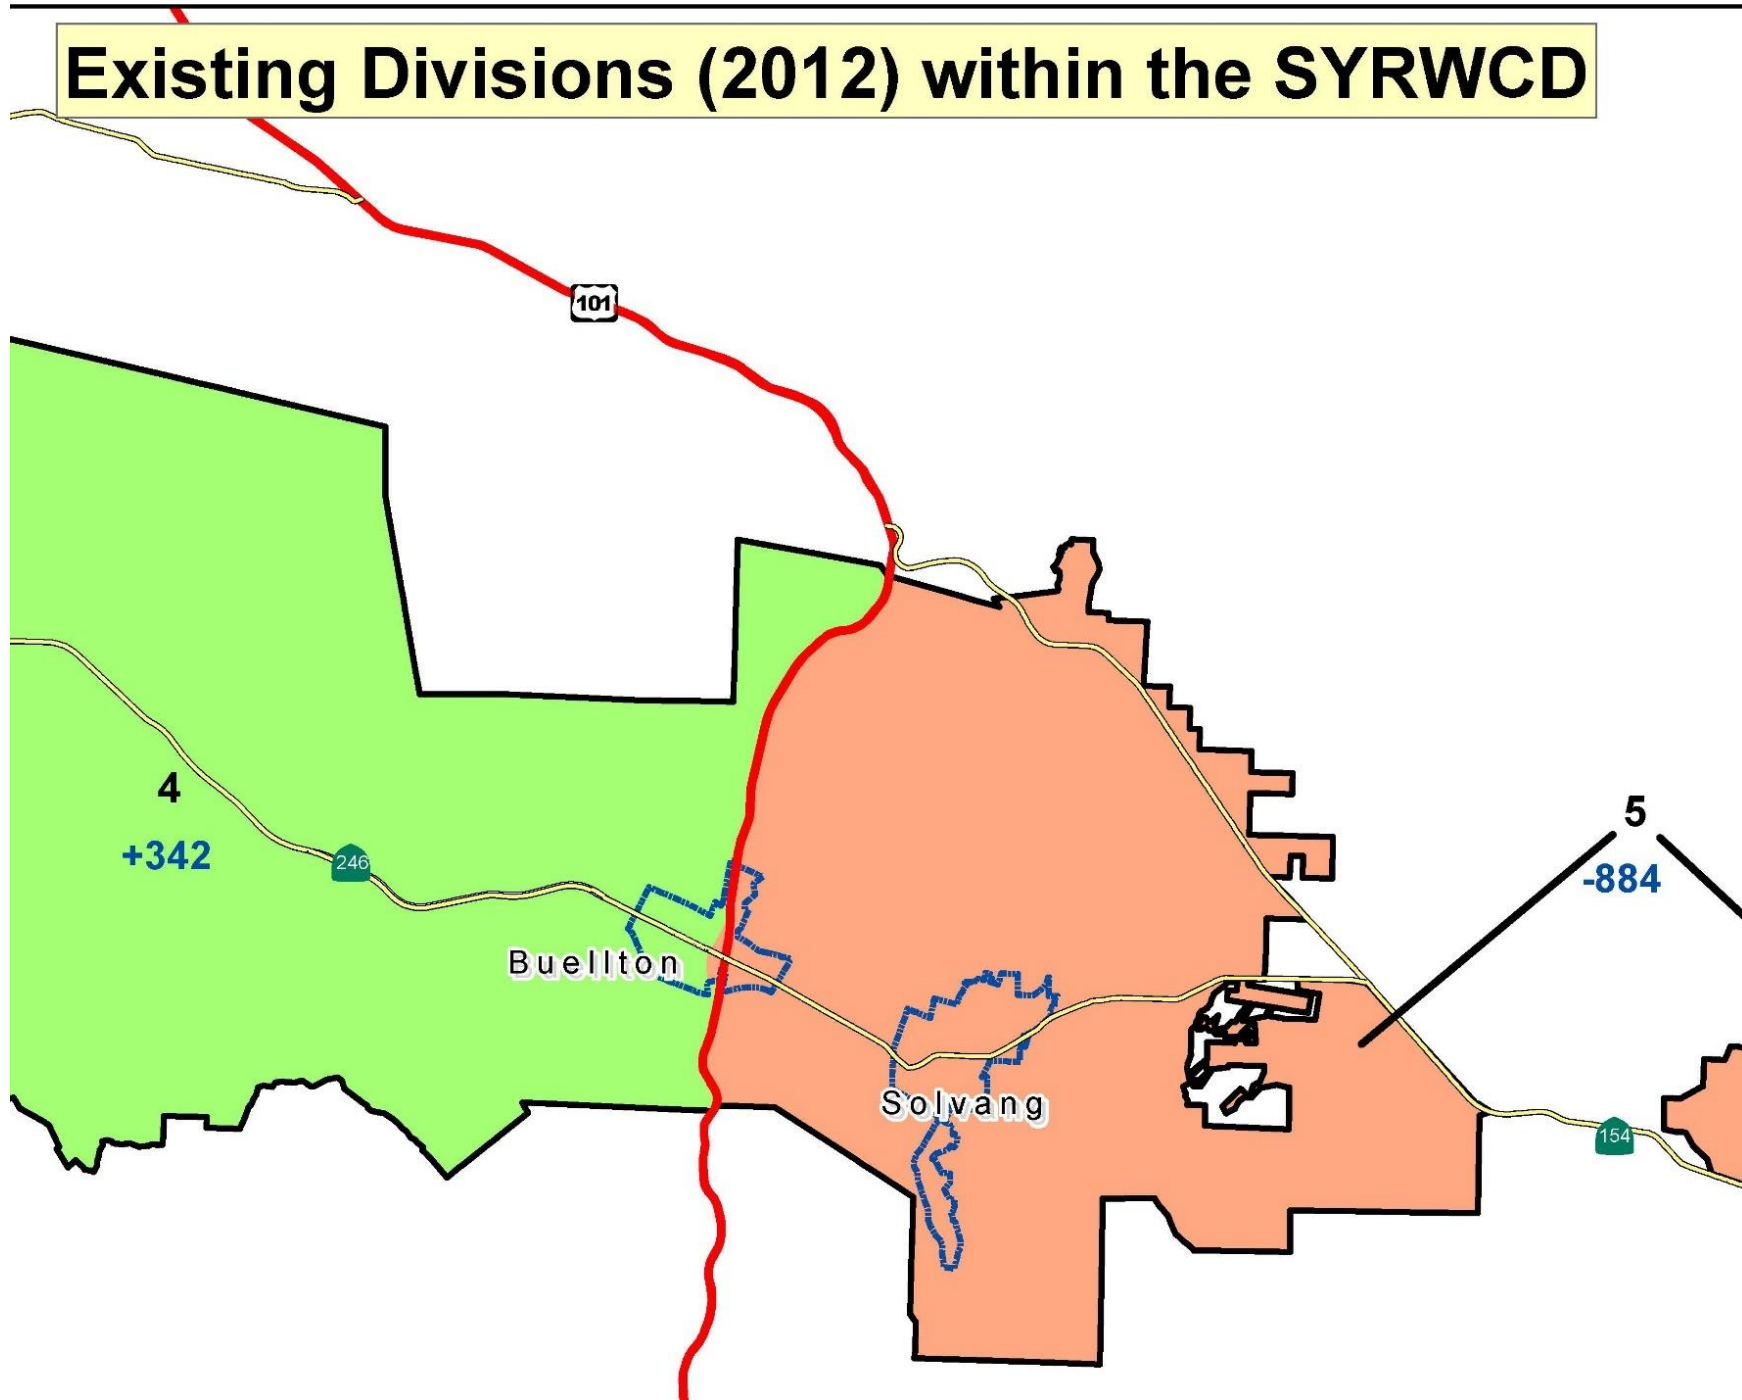 Existing Divisions (2012) within the SYRWCD
101
4
+342
246
5
-884
Buellton
Solvang
154